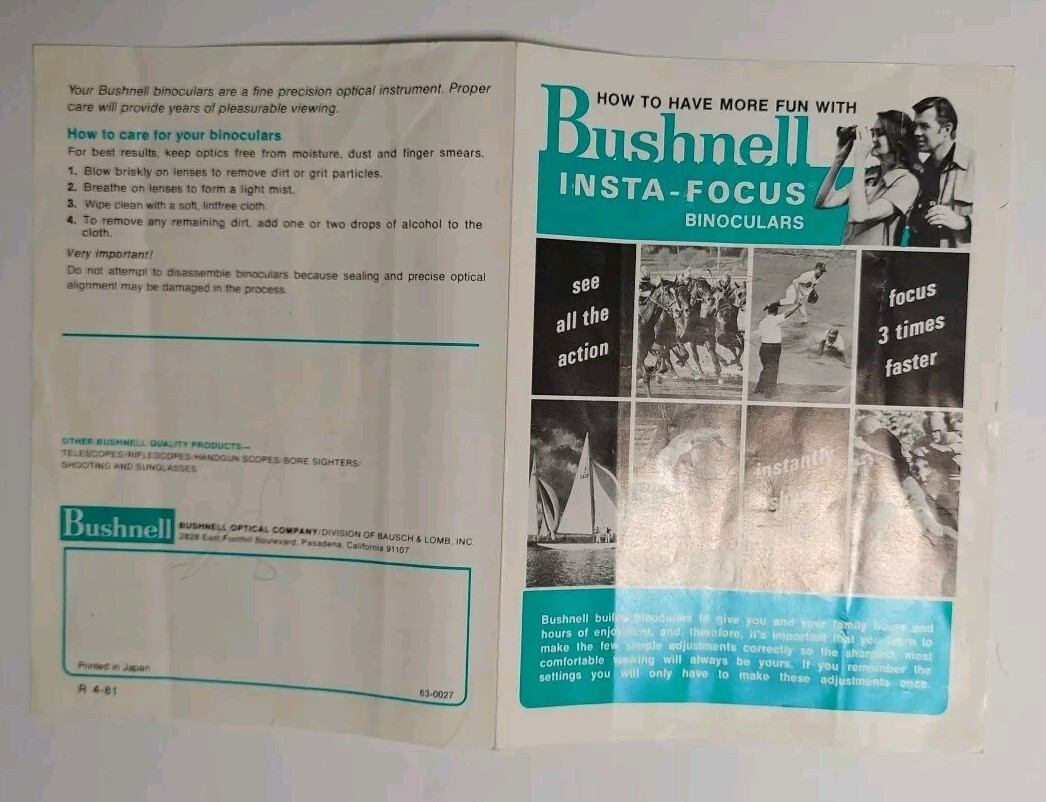 Your Bushnell binoculars are a fine precision optical instrument. Proper
care will provide years of pleasurable viewing.
How to care for your binoculars
For best results, keep optics free from moisture, dust and finger smears.
1. Blow briskly on lenses to remove dirt or grit particles.
2. Breathe on lenses to form a light mist.
3. Wipe clean with a soft, lintfree cloth.
4. To remove any remaining dirt, add one or two drops of alcohol to the
cloth.
Very important!
Do not attempt to disassemble binoculars because sealing and precise optical
alignment may be damaged in the process.
OTHER BUSHNELL QUALITY PRODUCTS—
TELESCOPES/RIFLESCOPES/HANDGUN SCOPES/BORE SIGHTERS/
SHOOTING AND SUNGLASSES
Bushnell
BUSHNELL OPTICAL COMPANY/DIVISION OF BAUSCH & LOMB, INC.
2828 East Foothill Boulevard, Pasadena, California 91107
Printed in Japan
R 4-81
63-0027
HOW TO HAVE MORE FUN WITH
Bushnell
INSTA-FOCUS
BINOCULARS
see
all the
action
focus
3 times
faster
instantly
Bushnell builds binoculars to give you and your family hours and
hours of enjoyment, and, therefore, it's important that you learn to
make the few simple adjustments correctly so the sharpest, most
comfortable viewing will always be yours. If you remember the
settings you will only have to make these adjustments once.